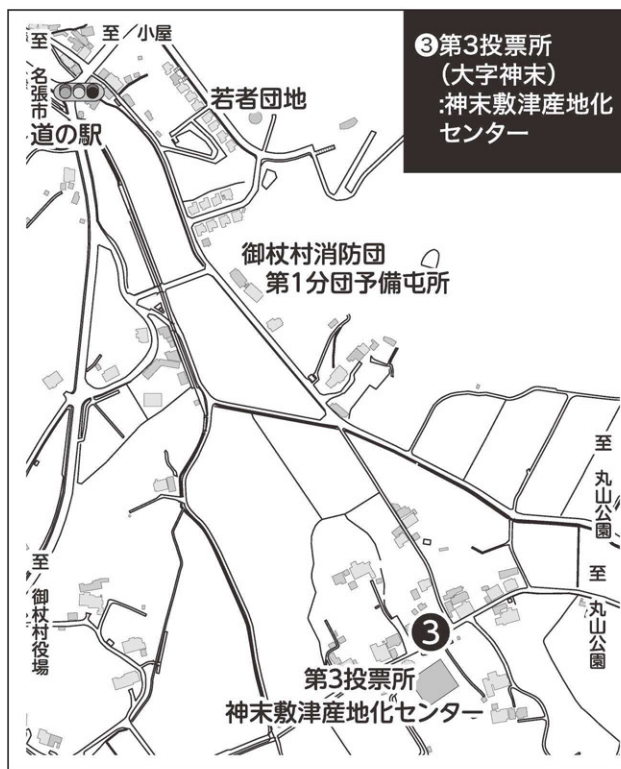 ❸第3投票所
(大字神末)
:神末敷津産地化
センター
至/小屋
至/名張市
道の駅
若者団地
御杖村消防団
第1分団予備屯所
至 丸山公園
至 丸山公園
至/御杖村役場
❸
第3投票所
神末敷津産地化センター